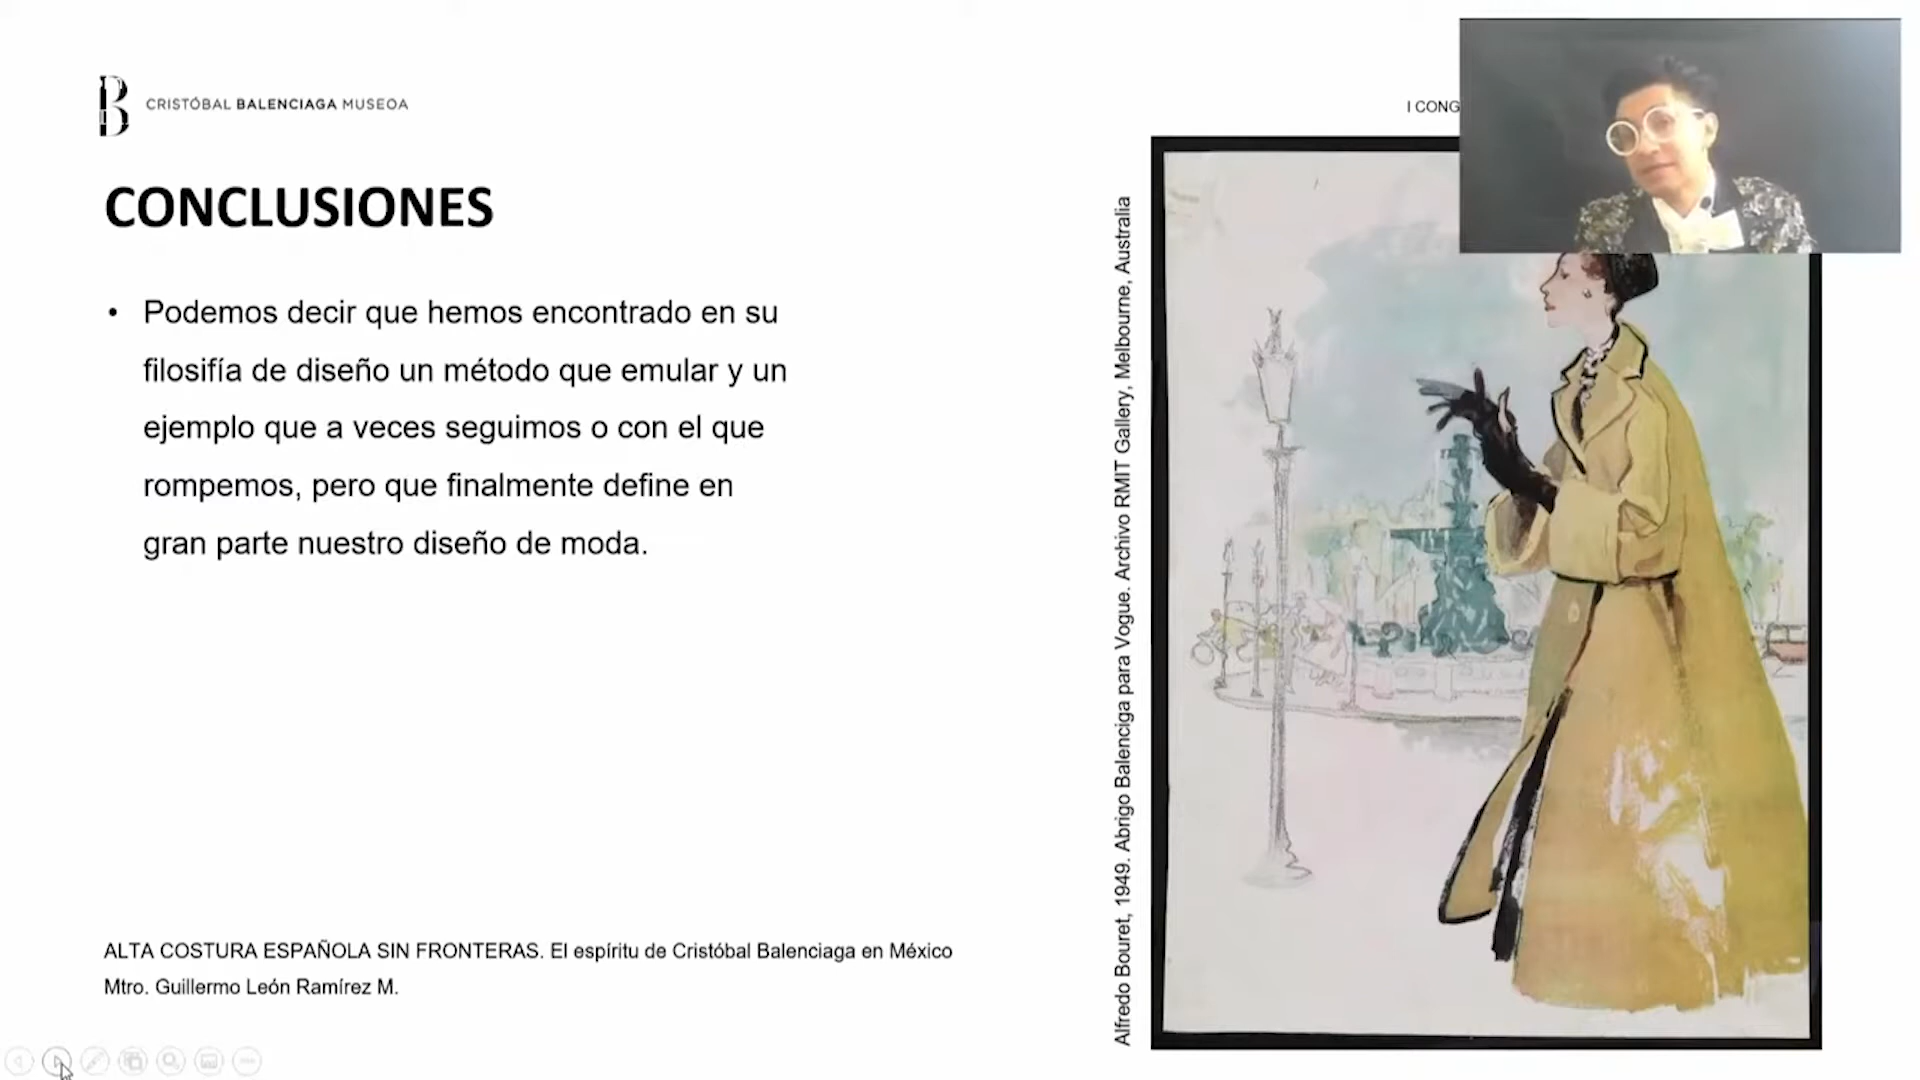 CRISTÓBAL BALENCIAGA MUSEOA
I CONG
CONCLUSIONES
• Podemos decir que hemos encontrado en su
filosifía de diseño un método que emular y un
ejemplo que a veces seguimos o con el que
rompemos, pero que finalmente define en
gran parte nuestro diseño de moda.
Alfredo Bouret, 1949. Abrigo Balenciga para Vogue. Archivo RMIT Gallery, Melbourne, Australia
ALTA COSTURA ESPAÑOLA SIN FRONTERAS. El espíritu de Cristóbal Balenciaga en México
Mtro. Guillermo León Ramírez M.